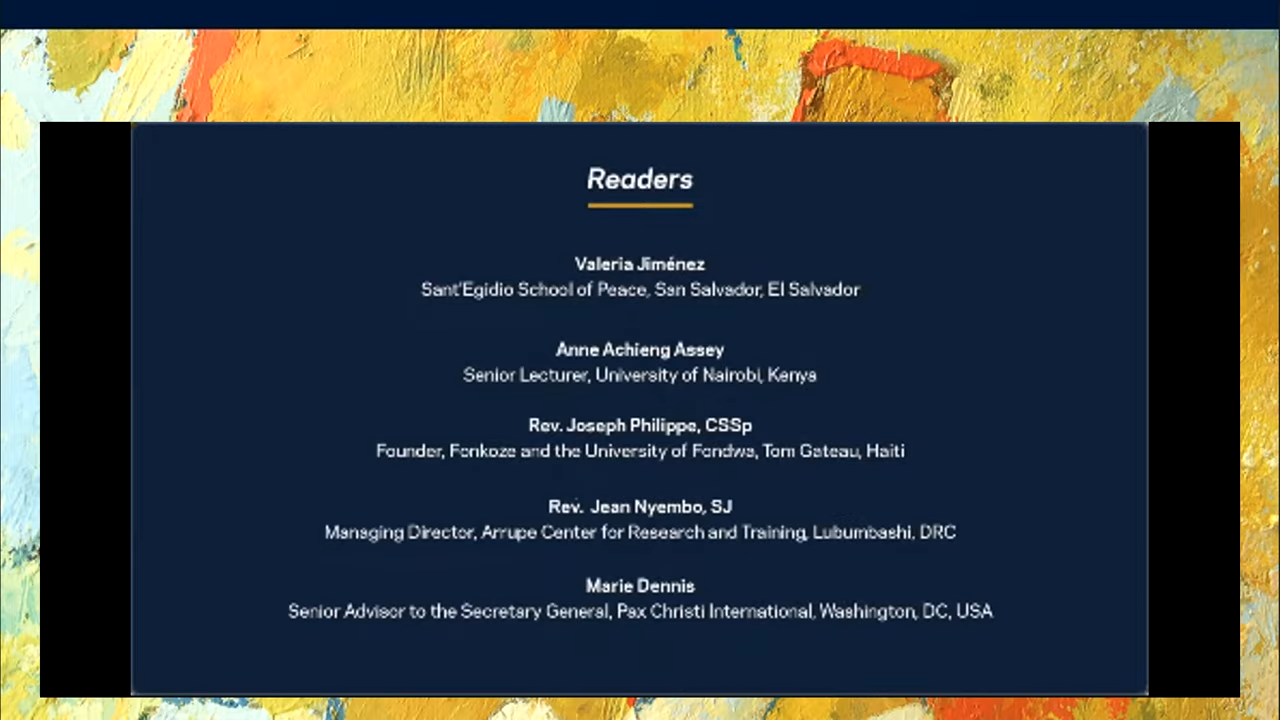 Readers
Valeria Jiménez
Sant'Egidio School of Peace, San Salvador, El Salvador
Anne Achieng Assey
Senior Lecturer, University of Nairobi, Kenya
Rev. Joseph Philippe, CSSp
Founder, Fonkoze and the University of Fondwa, Tom Gateau, Haiti
Rev. Jean Nyembo, SJ
Managing Director, Arrupe Center for Research and Training, Lubumbashi, DRC
Marie Dennis
Senior Advisor to the Secretary General, Pax Christi International, Washington, DC, USA